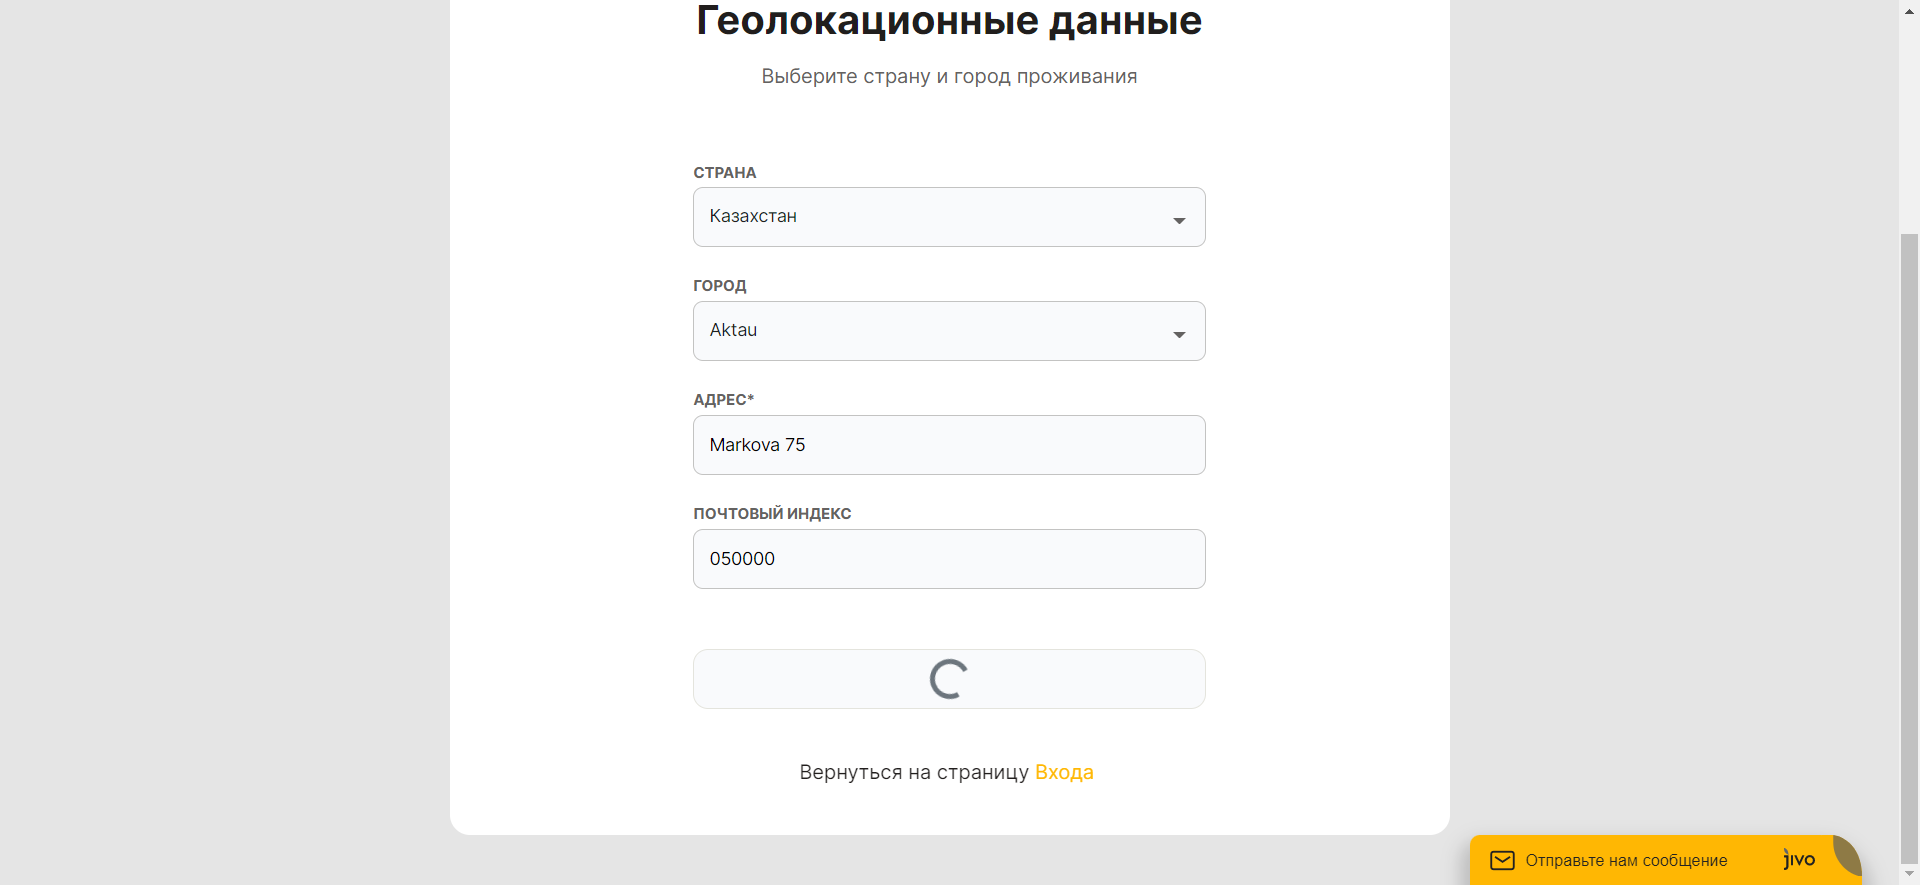 Геолокационные данные
Выберите страну и город проживания
СТРАНА
Казахстан
ГОРОД
Aktau
АДРЕС*
Markova 75
ПОЧТОВЫЙ ИНДЕКС
050000
Вернуться на страницу Входа
Отправьте нам сообщение jivo